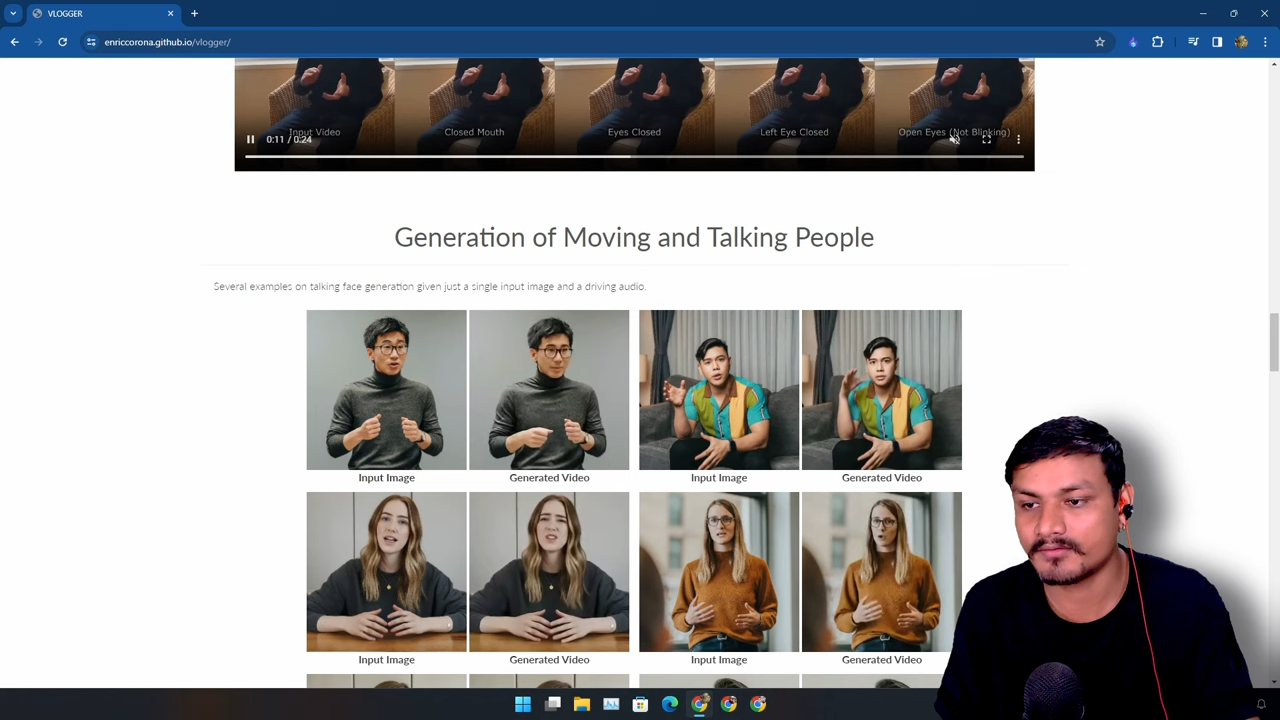 VLOGGER
enriccorona.github.io/vlogger/
Input Video
Closed Mouth
Eyes Closed
Left Eye Closed
Open Eyes (Not Blinking)
0:11 / 0:24
Generation of Moving and Talking People
Several examples on talking face generation given just a single input image and a driving audio.
Input Image
Generated Video
Input Image
Generated Video
Input Image
Generated Video
Input Image
Generated Video